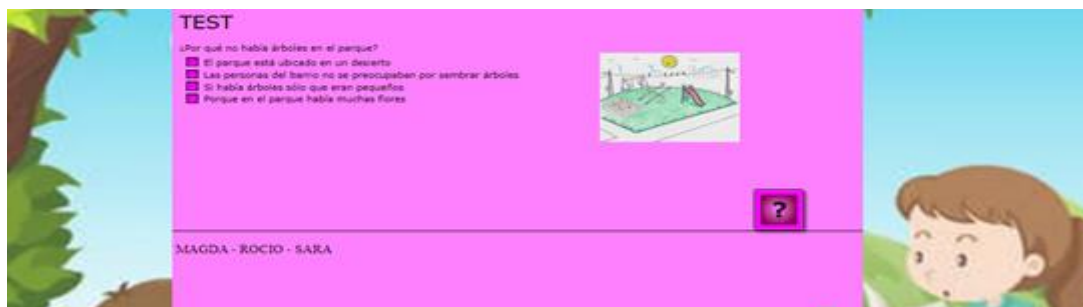 TEST
¿Por qué no había árboles en el parque?
El parque está ubicado en un desierto
Las personas del barrio no se preocupaban por sembrar árboles
Si había árboles sólo que eran pequeños
Porque en el parque había muchas flores
?
MAGDA - ROCIO - SARA